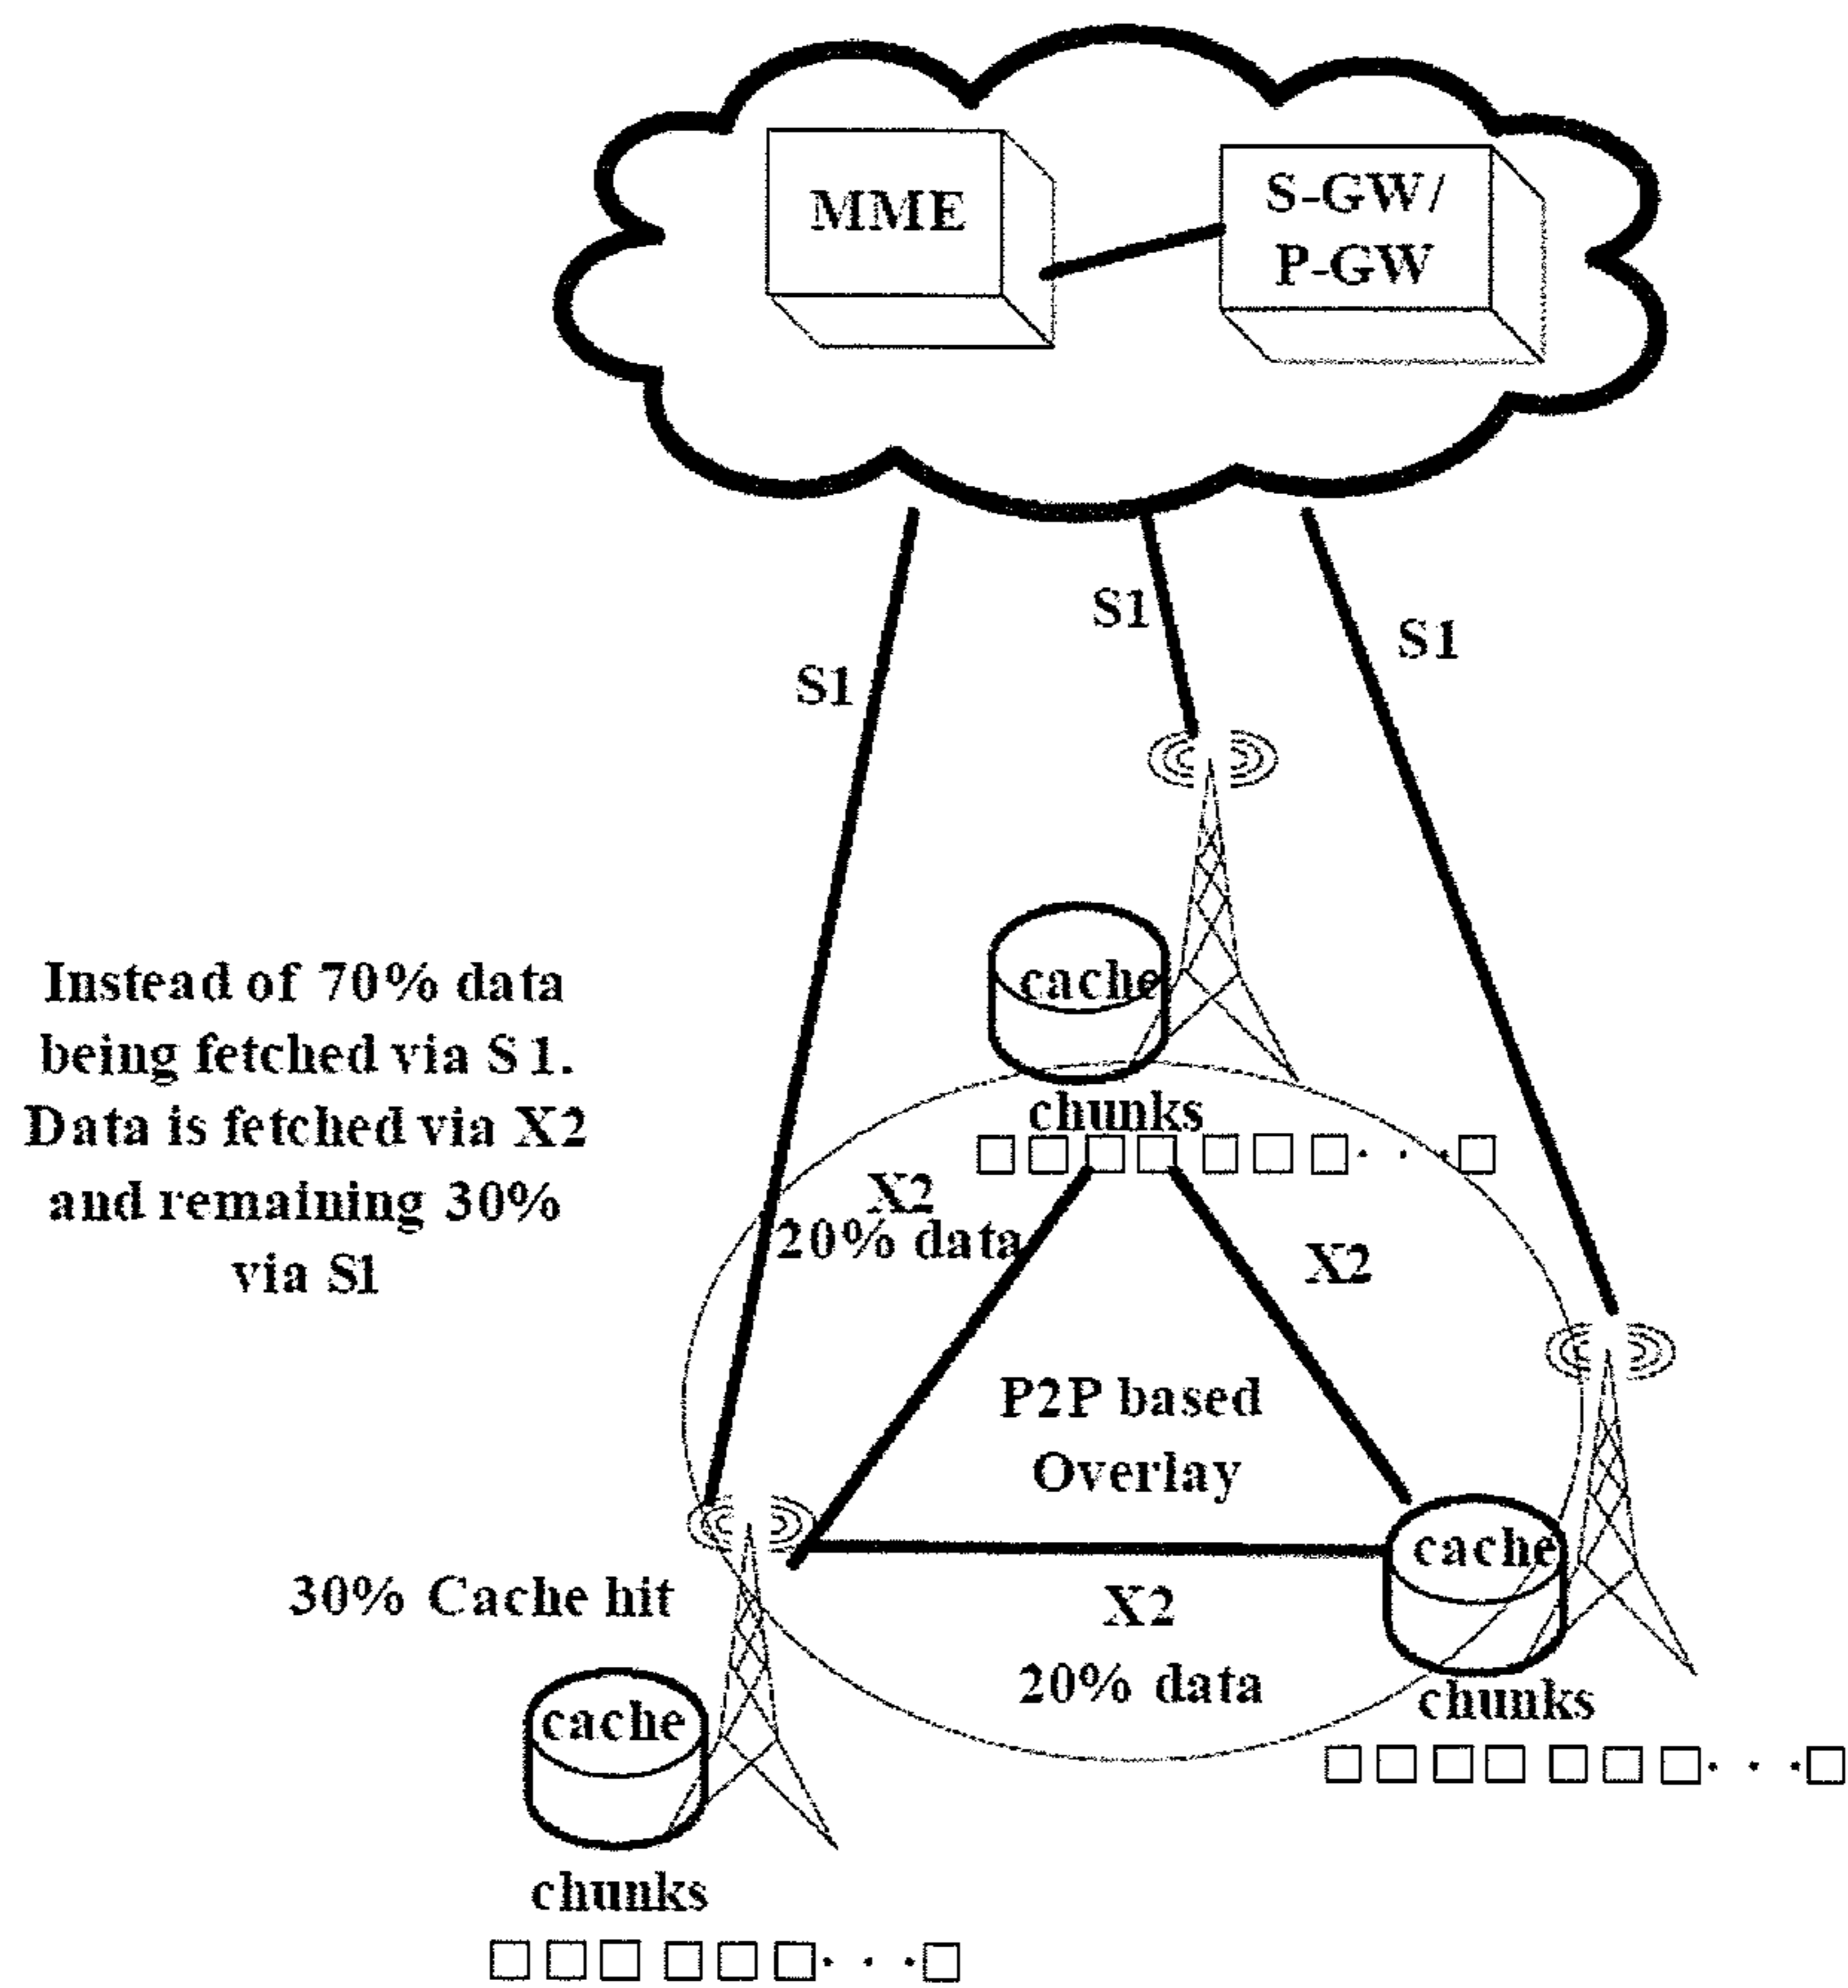 MME
S-GW/
P-GW
S1
S1
S1
cache
Instead of 70% data
being fetched via S 1.
Data is fetched via X2
and remaining 30%
via S1
chunks
X2
20% data
X2
P2P based
Overlay
cache
30% Cache hit
X2
20% data
chunks
cache
chunks